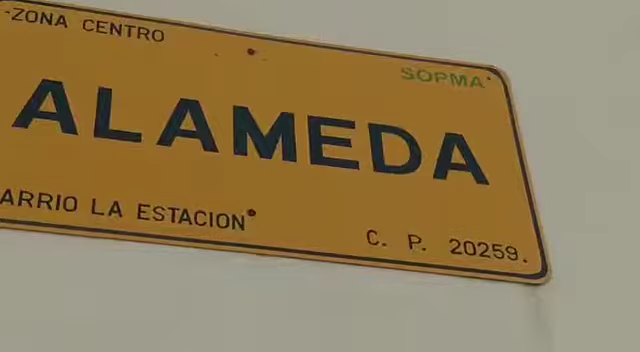 -ZONA CENTRO
SOPMA
ALAMEDA
ARRIO LA ESTACION
C. P. 20259.